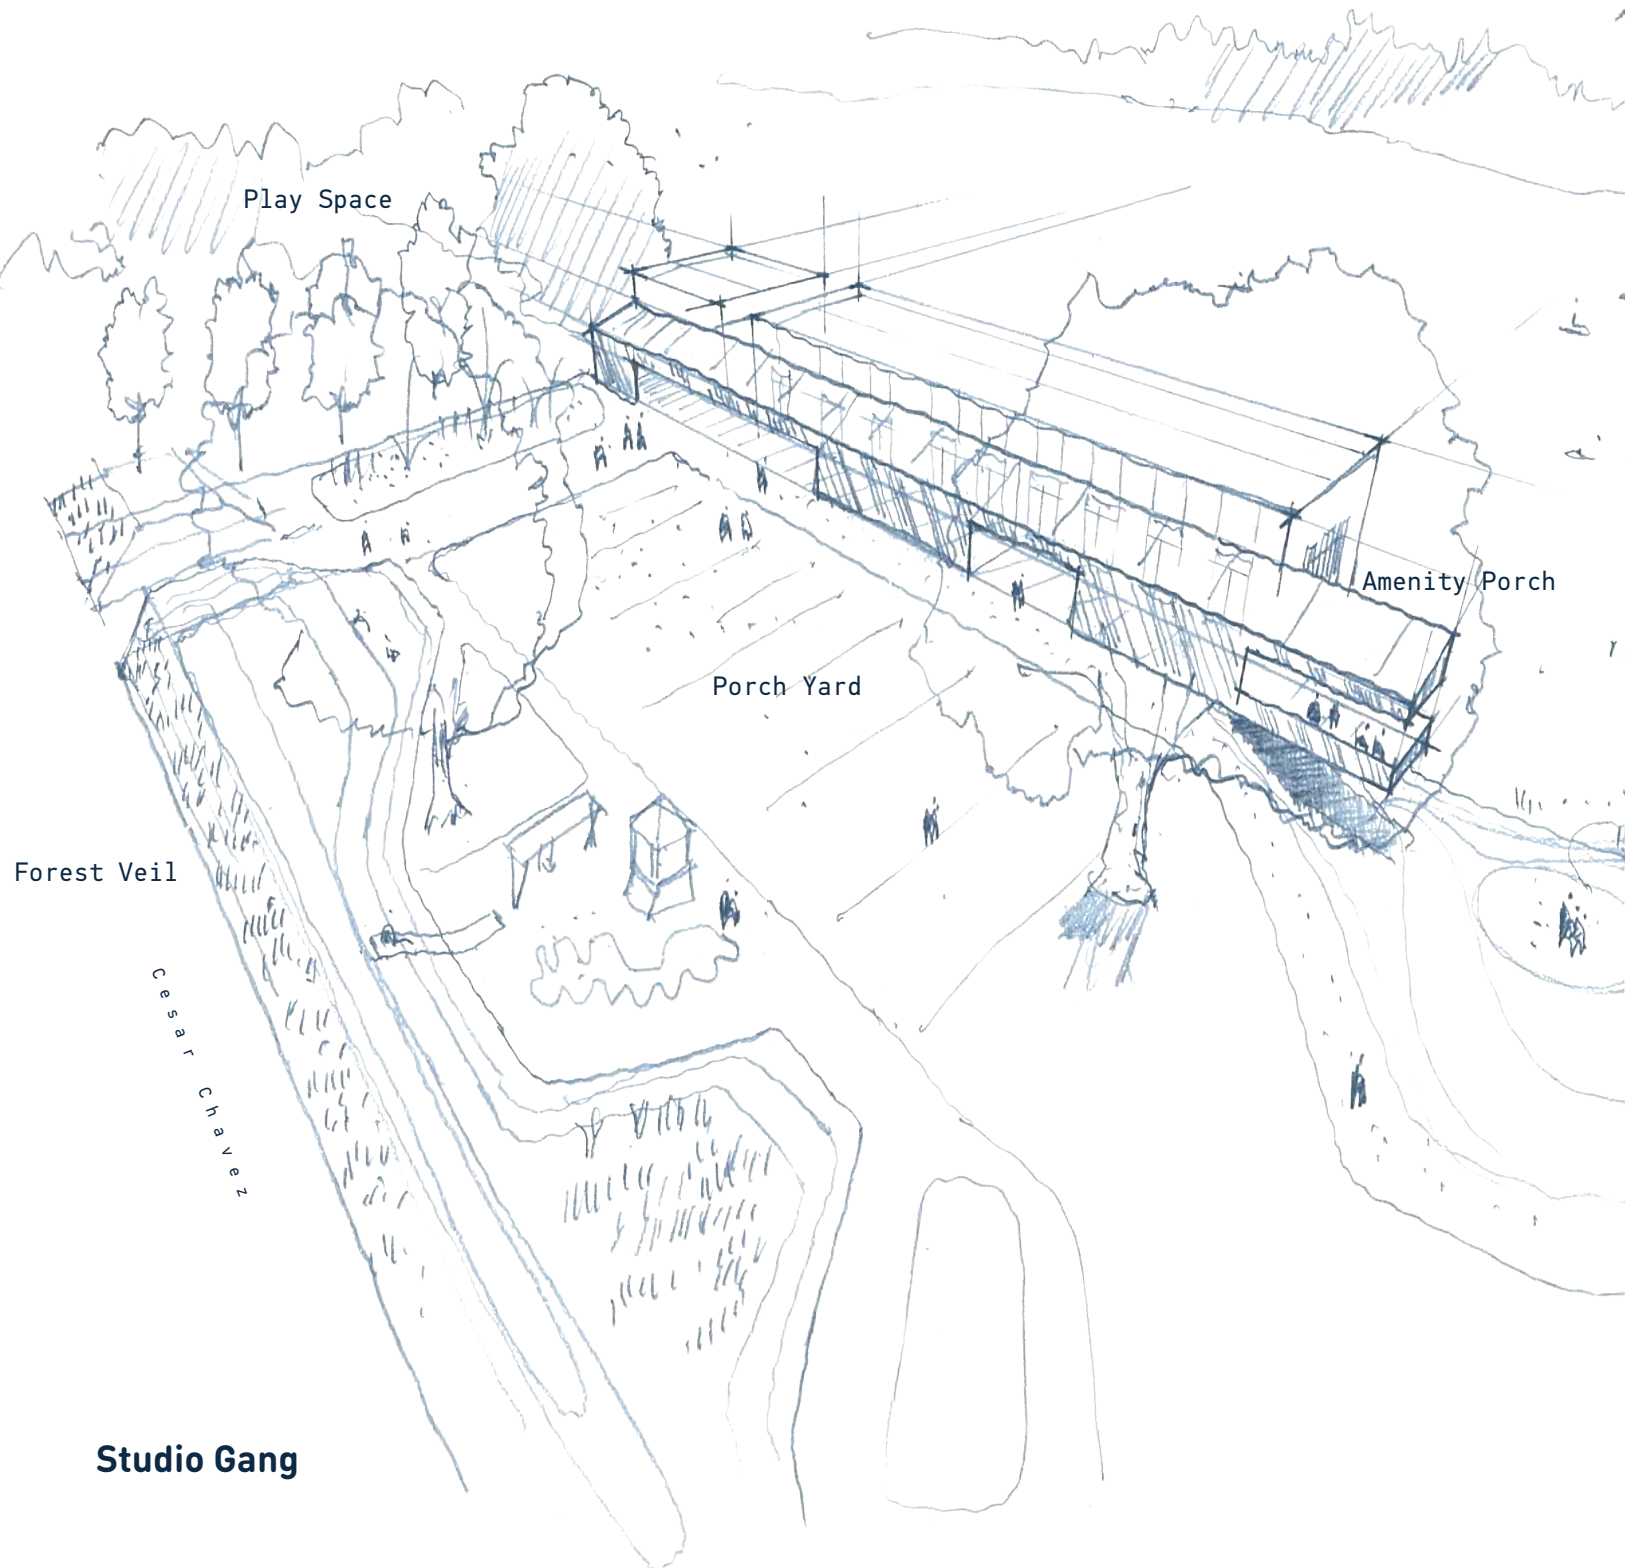 Play Space
Amenity Porch
Porch Yard
Forest Veil
Cesar Chavez
Studio Gang